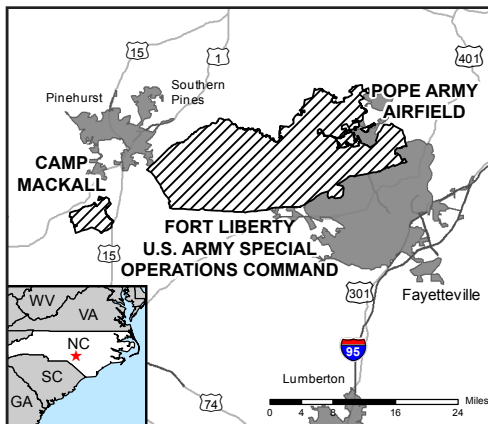 15
1
401
Pinehurst
Southern
Pines
POPE ARMY
AIRFIELD
CAMP
MACKALL
FORT LIBERTY
U.S. ARMY SPECIAL
OPERATIONS COMMAND
15
301
Fayetteville
95
Lumberton
74
WV
VA
NC
SC
GA
Miles
0 4 8 16 24